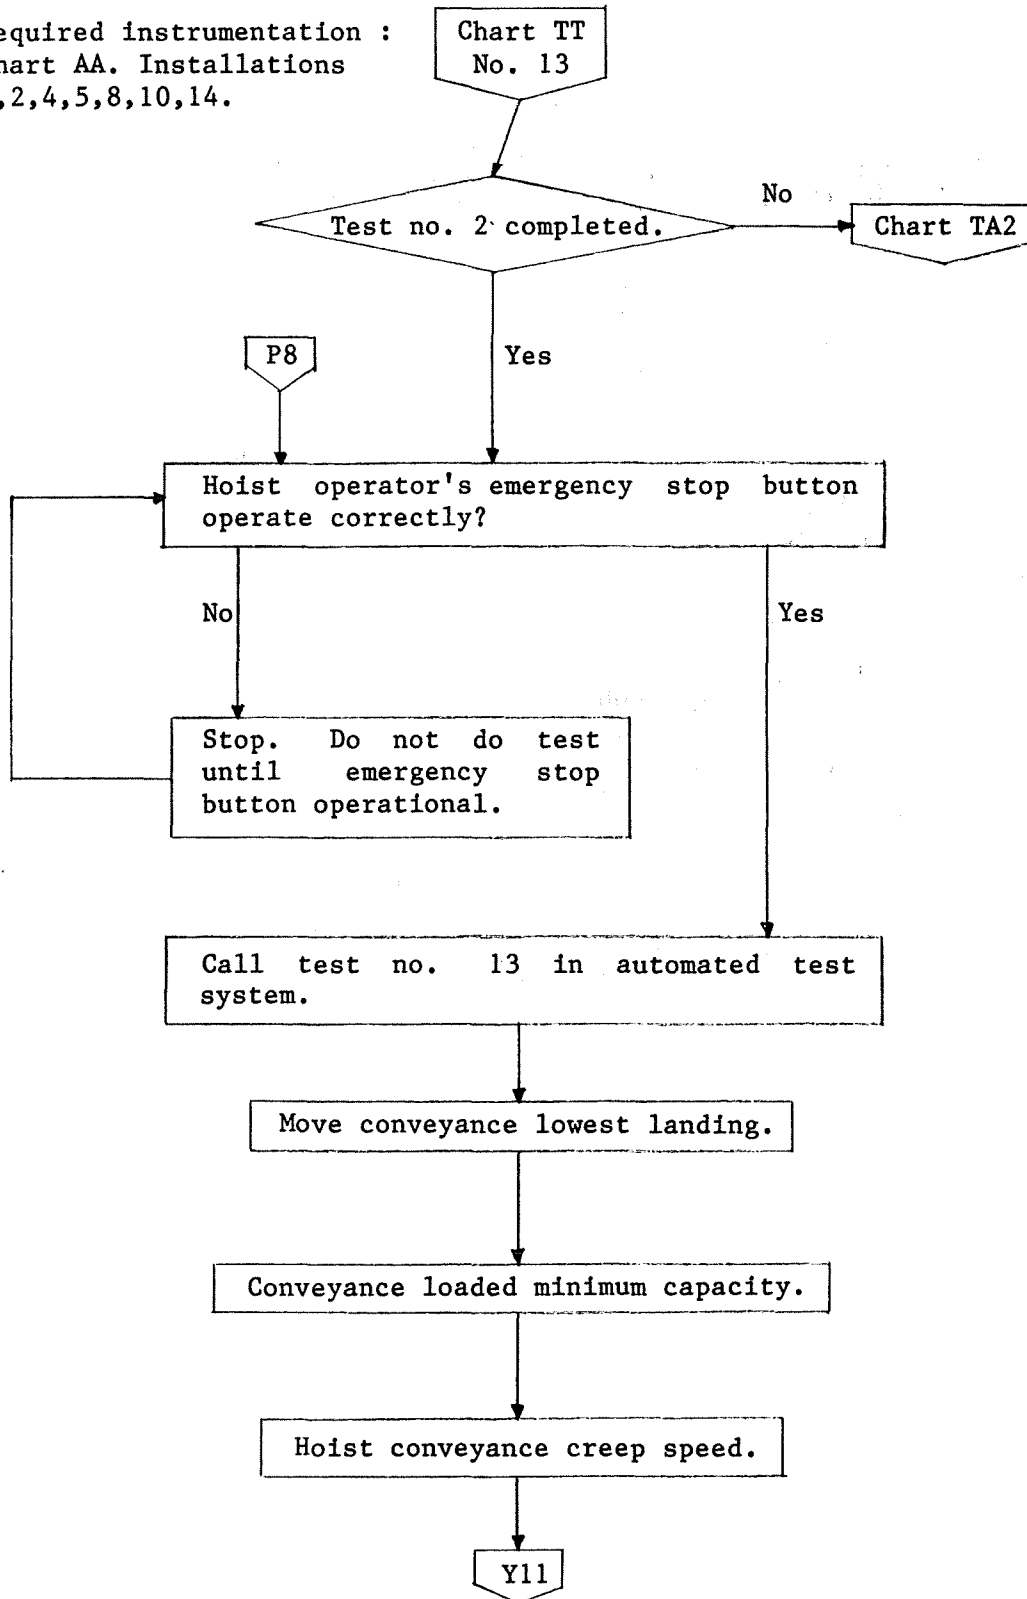 equired instrumentation :
hart AA. Installations
,2,4,5,8,10,14.
Chart TT
No. 13
Test no. 2 completed.
No
Chart TA2
Yes
P8
Hoist operator's emergency stop button
operate correctly?
No
Yes
Stop. Do not do test
until emergency stop
button operational.
Call test no. 13 in automated test
system.
Move conveyance lowest landing.
Conveyance loaded minimum capacity.
Hoist conveyance creep speed.
Y11